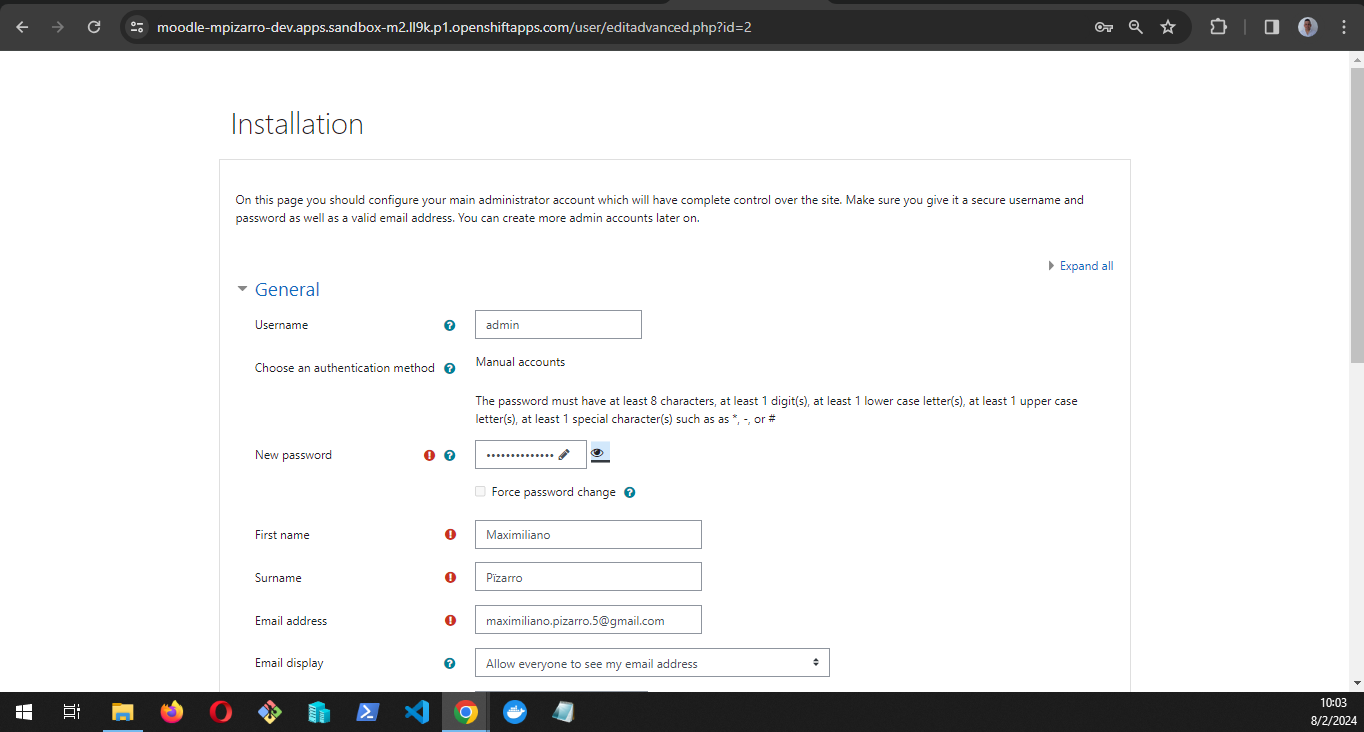 moodle-mpizarro-dev.apps.sandbox-m2.ll9k.p1.openshiftapps.com/user/editadvanced.php?id=2
Installation
On this page you should configure your main administrator account which will have complete control over the site. Make sure you give it a secure username and
password as well as a valid email address. You can create more admin accounts later on.
Expand all
General
Username
admin
Choose an authentication method
Manual accounts
The password must have at least 8 characters, at least 1 digit(s), at least 1 lower case letter(s), at least 1 upper case
letter(s), at least 1 special character(s) such as as *, -, or #
New password
••••••••••••••
Force password change
First name
Maximiliano
Surname
Pïzarro
Email address
maximiliano.pizarro.5@gmail.com
Email display
Allow everyone to see my email address
10:03
8/2/2024